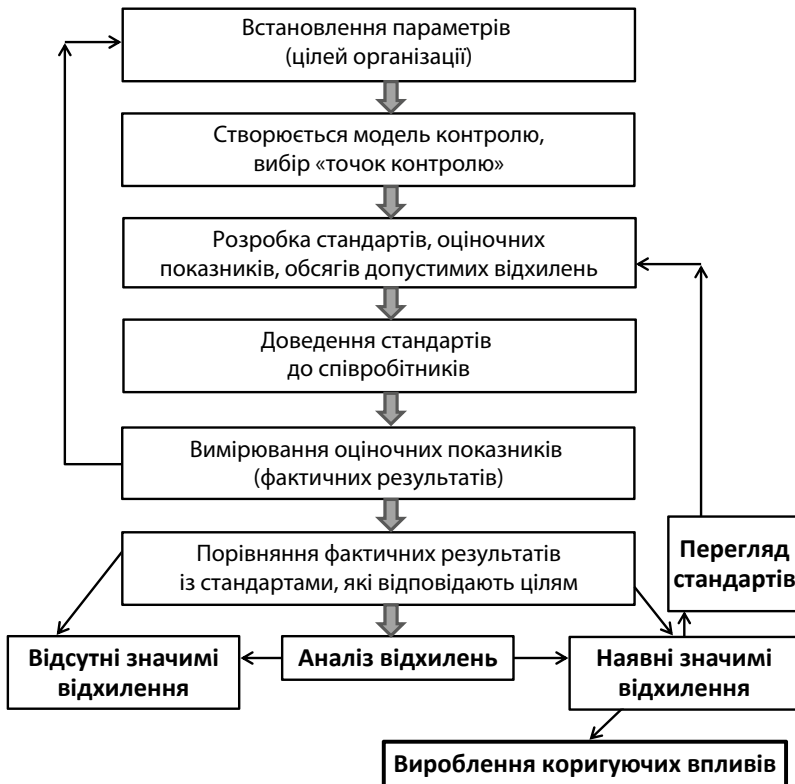 Встановлення параметрів
(цілей організації)
Створюється модель контролю,
вибір «точок контролю»
Розробка стандартів, оціночних
показників, обсягів допустимих відхилень
Доведення стандартів
до співробітників
Вимірювання оціночних показників
(фактичних результатів)
Порівняння фактичних результатів
із стандартами, які відповідають цілям
Перегляд
стандартів
Відсутні значимі
відхилення
Аналіз відхилень
Наявні значимі
відхилення
Вироблення коригуючих впливів